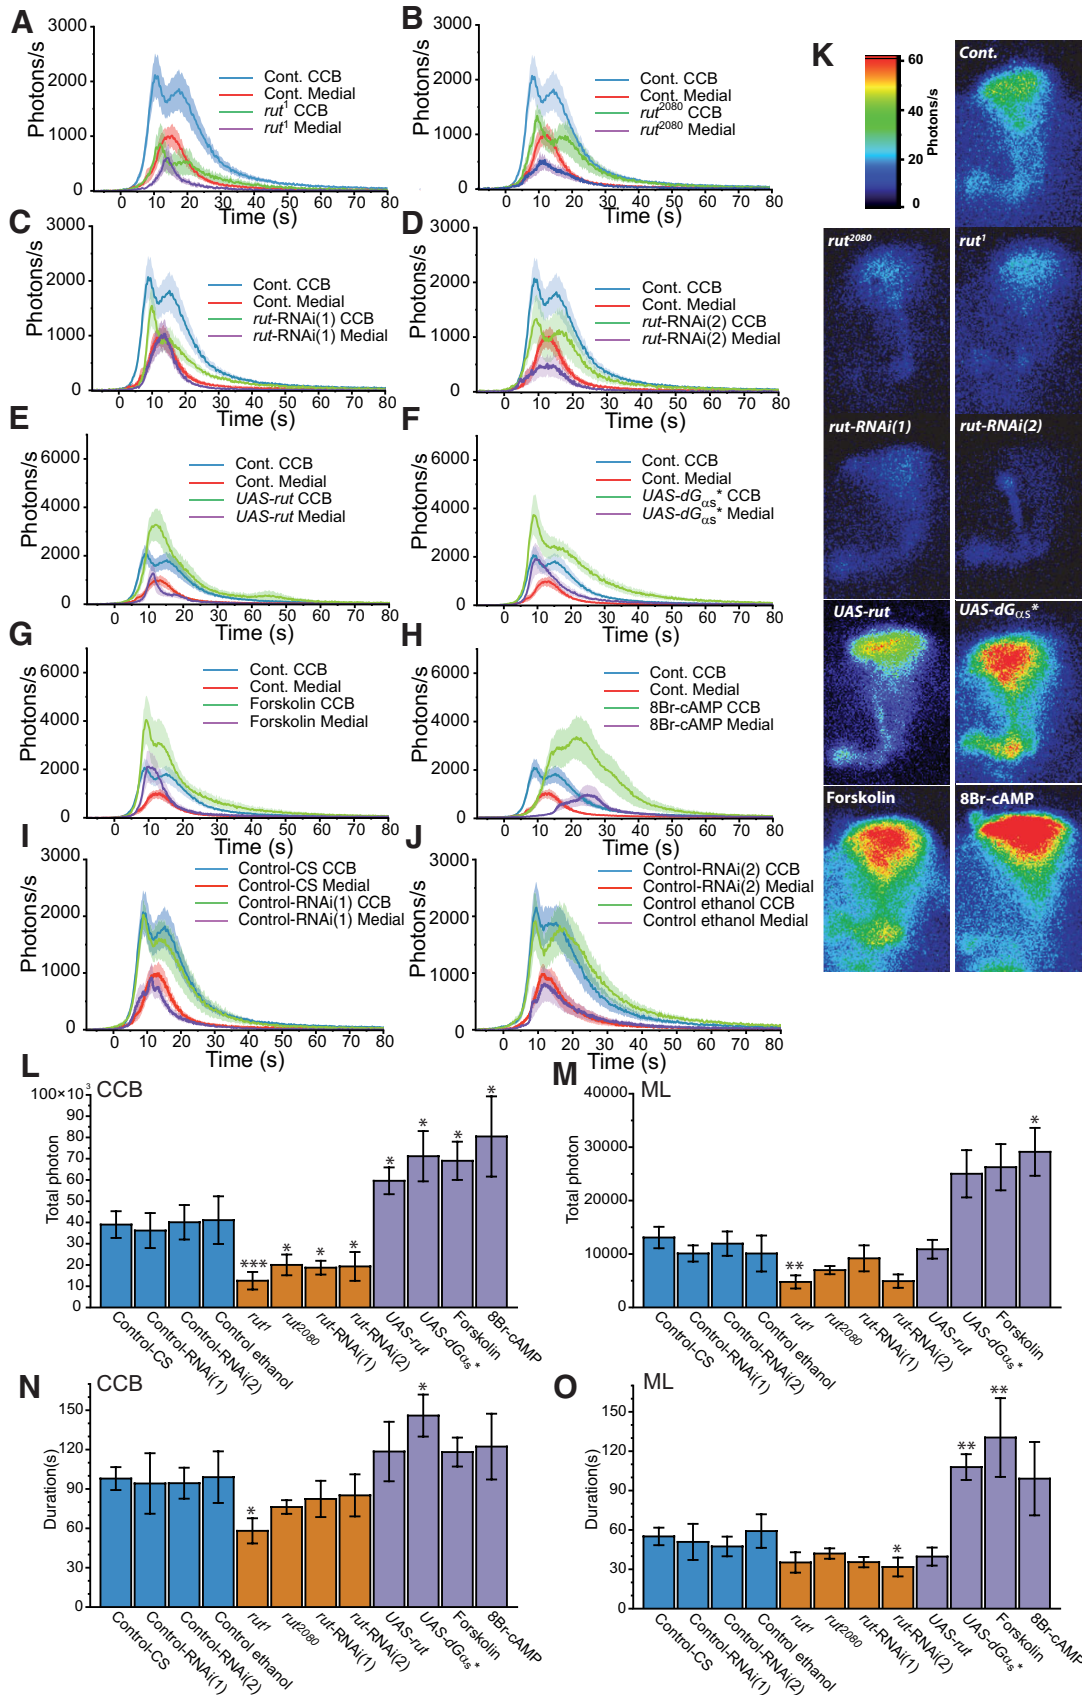 A
Photons/s
3000
2000
1000
0
0 10 20 30 40 50 60 70 80
Time (s)
Cont. CCB
Cont. Medial
rut¹ CCB
rut¹ Medial
B
Photons/s
3000
2000
1000
0
0 10 20 30 40 50 60 70 80
Time (s)
Cont. CCB
Cont. Medial
rut²⁰⁸⁰ CCB
rut²⁰⁸⁰ Medial
C
Photons/s
3000
2000
1000
0
0 10 20 30 40 50 60 70 80
Time (s)
Cont. CCB
Cont. Medial
rut-RNAi(1) CCB
rut-RNAi(1) Medial
D
Photons/s
3000
2000
1000
0
0 10 20 30 40 50 60 70 80
Time (s)
Cont. CCB
Cont. Medial
rut-RNAi(2) CCB
rut-RNAi(2) Medial
E
Photons/s
6000
4000
2000
0
0 10 20 30 40 50 60 70 80
Time (s)
Cont. CCB
Cont. Medial
UAS-rut CCB
UAS-rut Medial
F
Photons/s
6000
4000
2000
0
0 10 20 30 40 50 60 70 80
Time (s)
Cont. CCB
Cont. Medial
UAS-dGαs* CCB
UAS-dGαs* Medial
G
Photons/s
6000
4000
2000
0
0 10 20 30 40 50 60 70 80
Time (s)
Cont. CCB
Cont. Medial
Forskolin CCB
Forskolin Medial
H
Photons/s
6000
4000
2000
0
0 10 20 30 40 50 60 70 80
Time (s)
Cont. CCB
Cont. Medial
8Br-cAMP CCB
8Br-cAMP Medial
I
Photons/s
3000
2000
1000
0
0 10 20 30 40 50 60 70 80
Time (s)
Control-CS CCB
Control-CS Medial
Control-RNAi(1) CCB
Control-RNAi(1) Medial
J
Photons/s
3000
2000
1000
0
0 10 20 30 40 50 60 70 80
Time (s)
Control-RNAi(2) CCB
Control-RNAi(2) Medial
Control ethanol CCB
Control ethanol Medial
K
60
40
20
0
Photons/s
Cont.
rut²⁰⁸⁰
rut¹
rut-RNAi(1)
rut-RNAi(2)
UAS-rut
UAS-dGαs*
Forskolin
8Br-cAMP
L
CCB
Total photon
100×10³
90
80
70
60
50
40
30
20
10
0
*** * * * * * * *
Control-CS
Control-RNAi(1)
Control-RNAi(2)
Control ethanol
rut¹
rut²⁰⁸⁰
rut-RNAi(1)
rut-RNAi(2)
UAS-rut
UAS-dGαs*
Forskolin
8Br-cAMP
M
ML
Total photon
40000
30000
20000
10000
0
** *
Control-CS
Control-RNAi(1)
Control-RNAi(2)
Control ethanol
rut¹
rut²⁰⁸⁰
rut-RNAi(1)
rut-RNAi(2)
UAS-rut
UAS-dGαs*
Forskolin
8Br-cAMP
N
CCB
Duration(s)
150
120
90
60
30
0
* *
Control-CS
Control-RNAi(1)
Control-RNAi(2)
Control ethanol
rut¹
rut²⁰⁸⁰
rut-RNAi(1)
rut-RNAi(2)
UAS-rut
UAS-dGαs*
Forskolin
8Br-cAMP
O
ML
Duration(s)
150
120
90
60
30
0
* ** **
Control-CS
Control-RNAi(1)
Control-RNAi(2)
Control ethanol
rut¹
rut²⁰⁸⁰
rut-RNAi(1)
rut-RNAi(2)
UAS-rut
UAS-dGαs*
Forskolin
8Br-cAMP